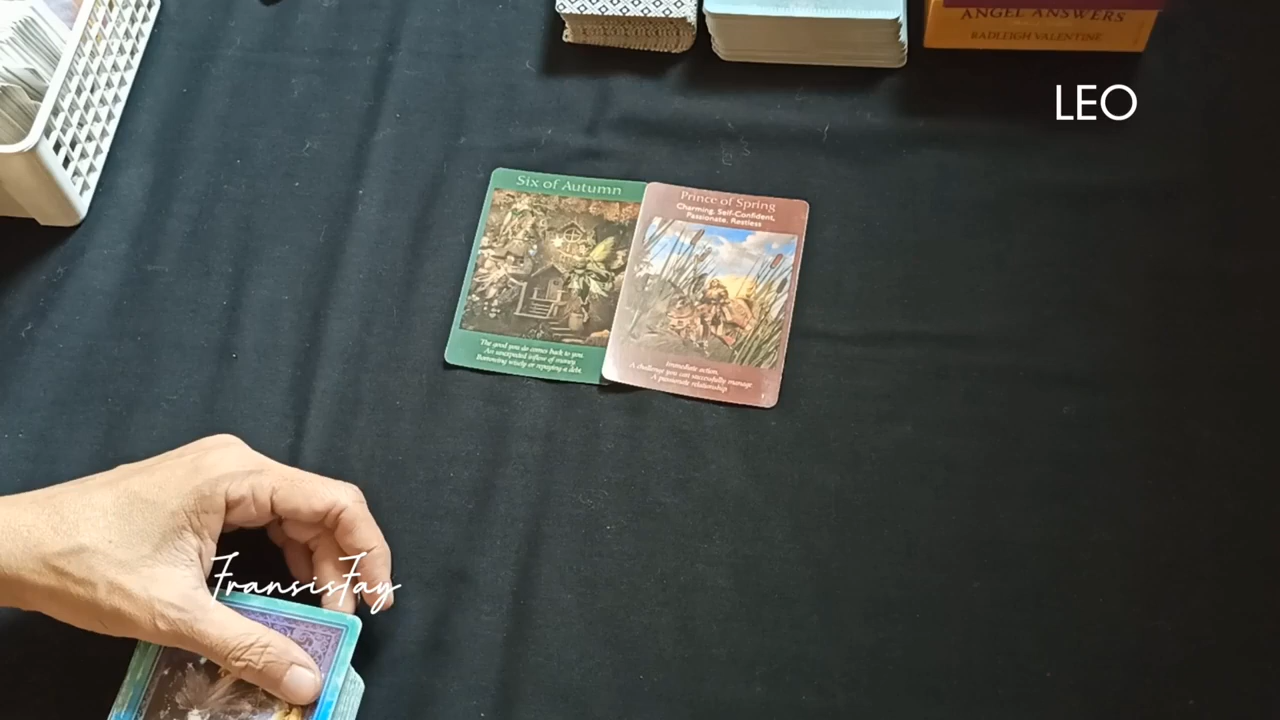 ANGEL ANSWERS
RADLEIGH VALENTINE
LEO
Six of Autumn
The good you do comes back to you.
An unexpected inflow of money.
Borrowing wisely or repaying a debt.
Prince of Spring
Charming, Self-Confident,
Passionate, Restless
Immediate action.
A challenge you can successfully manage.
A passionate relationship.
FransisFay